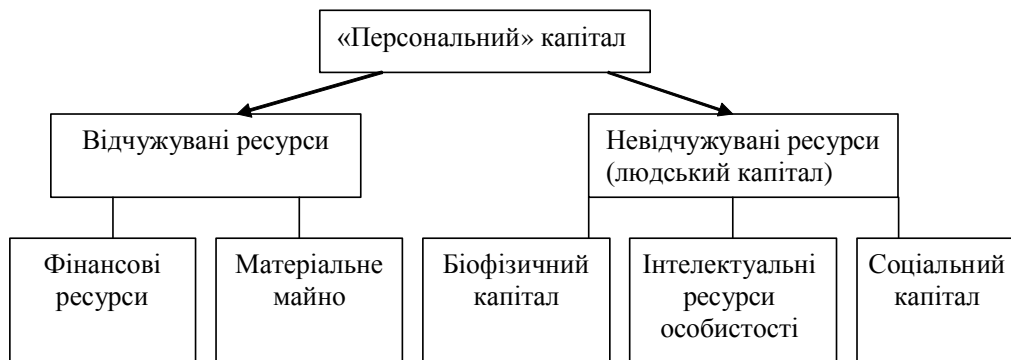 «Персональний» капітал
Відчужувані ресурси
Невідчужувані ресурси
(людський капітал)
Фінансові
ресурси
Матеріальне
майно
Біофізичний
капітал
Інтелектуальні
ресурси
особистості
Соціальний
капітал